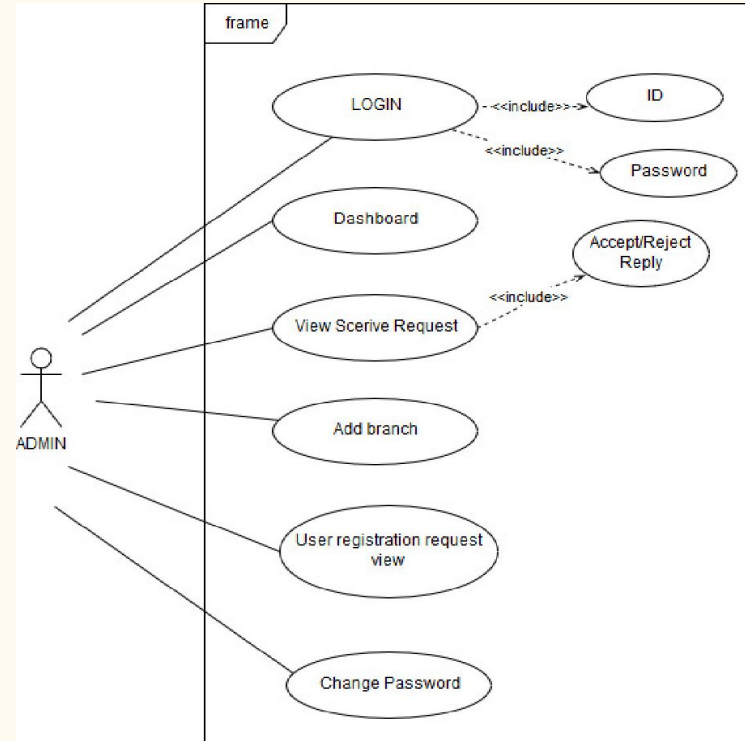 frame
LOGIN
<<include>>
ID
<<include>>
Password
Dashboard
Accept/Reject
Reply
<<include>>
View Scerive Request
ADMIN
Add branch
User registration request
view
Change Password